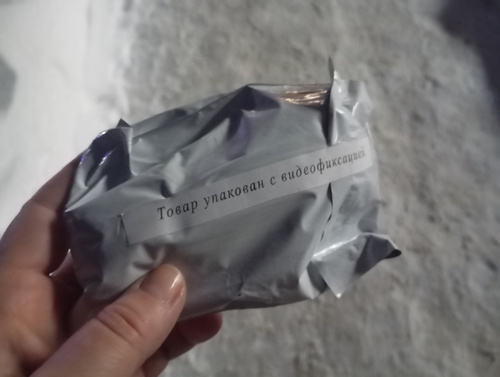 Товар упакован с видеофиксацией